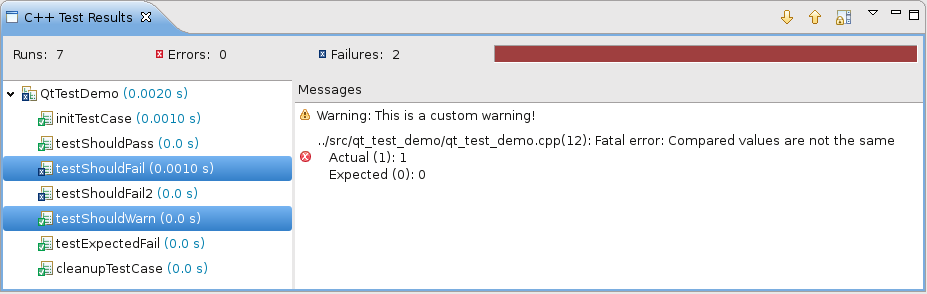 C++ Test Results
Runs: 7 Errors: 0 Failures: 2
QtTestDemo (0.0020 s)
initTestCase (0.0010 s)
testShouldPass (0.0 s)
testShouldFail (0.0010 s)
testShouldFail2 (0.0 s)
testShouldWarn (0.0 s)
testExpectedFail (0.0 s)
cleanupTestCase (0.0 s)
Messages
Warning: This is a custom warning!
../src/qt_test_demo/qt_test_demo.cpp(12): Fatal error: Compared values are not the same
Actual (1): 1
Expected (0): 0